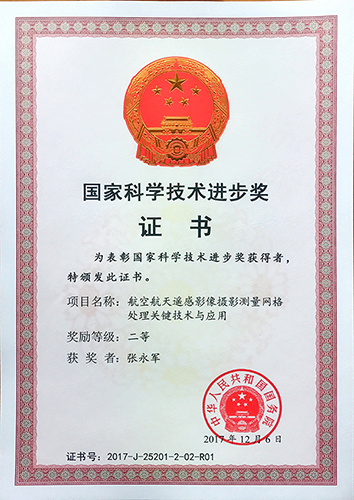 国家科学技术进步奖
证 书
为表彰国家科学技术进步奖获得者，
特颁发此证书。
项目名称： 航空航天遥感影像摄影测量网格
处理关键技术与应用
奖励等级： 二等
获 奖 者： 张永军
中华人民共和国国务院
2017年12月6日
证书号： 2017-J-25201-2-02-R01